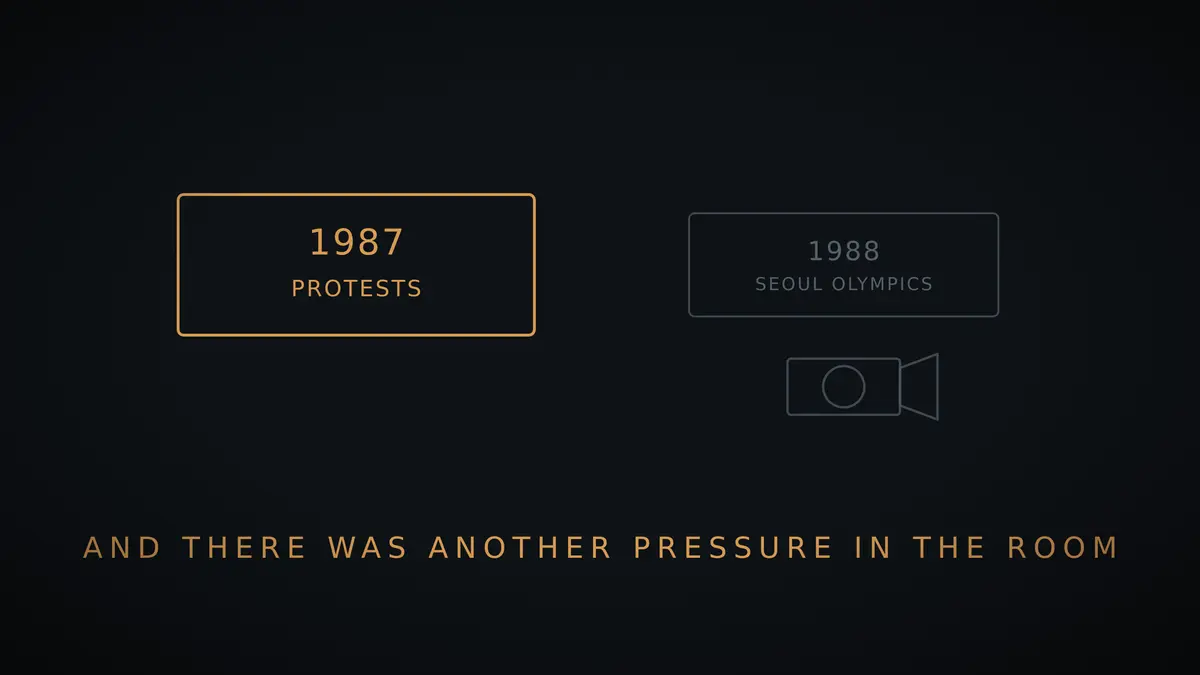 1987
PROTESTS
1988
SEOUL OLYMPICS
AND THERE WAS ANOTHER PRESSURE IN THE ROOM